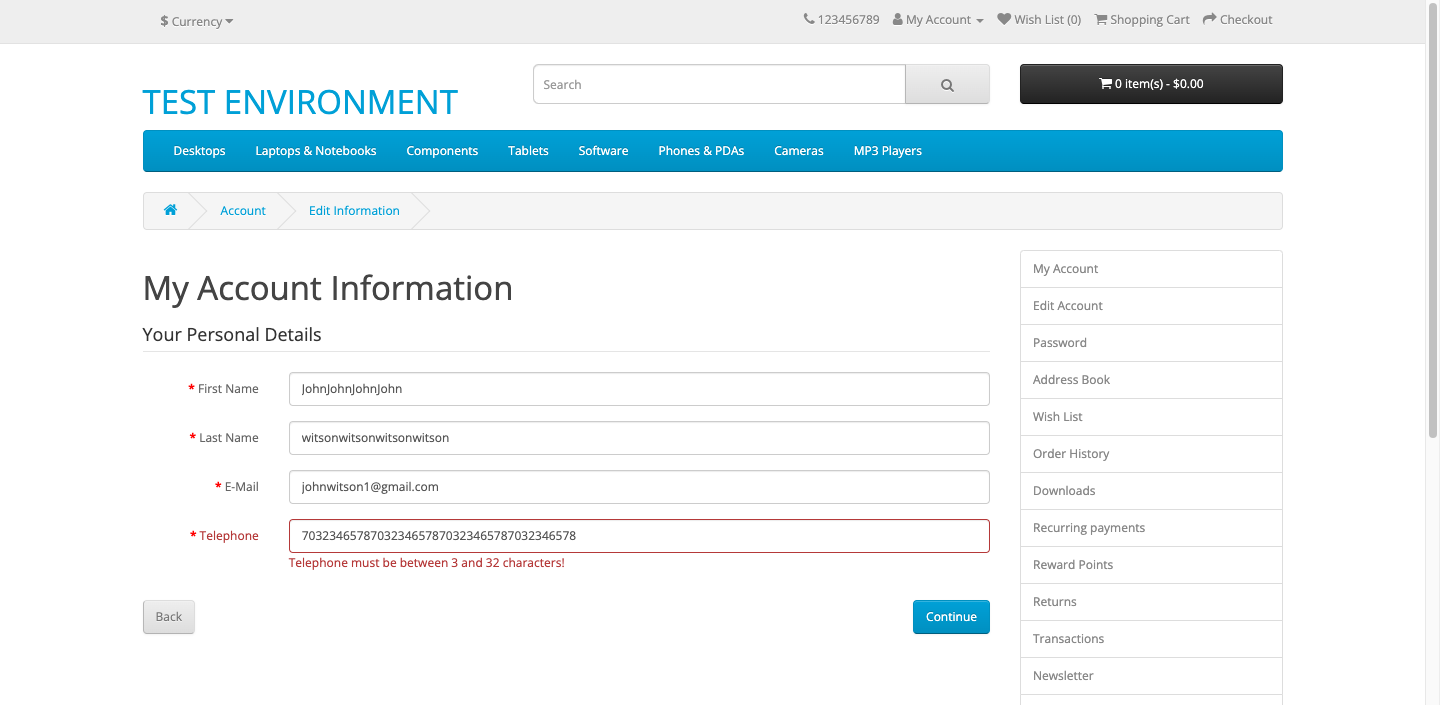 $ Currency
123456789 My Account Wish List (0) Shopping Cart Checkout
TEST ENVIRONMENT
Search
0 item(s) - $0.00
Desktops Laptops & Notebooks Components Tablets Software Phones & PDAs Cameras MP3 Players
Account Edit Information
My Account Information
Your Personal Details
* First Name JohnJohnJohnJohn
* Last Name witsonwitsonwitsonwitson
* E-Mail johnwitson1@gmail.com
* Telephone 7032346578703234657870323465787032346578
Telephone must be between 3 and 32 characters!
Back Continue
My Account
Edit Account
Password
Address Book
Wish List
Order History
Downloads
Recurring payments
Reward Points
Returns
Transactions
Newsletter